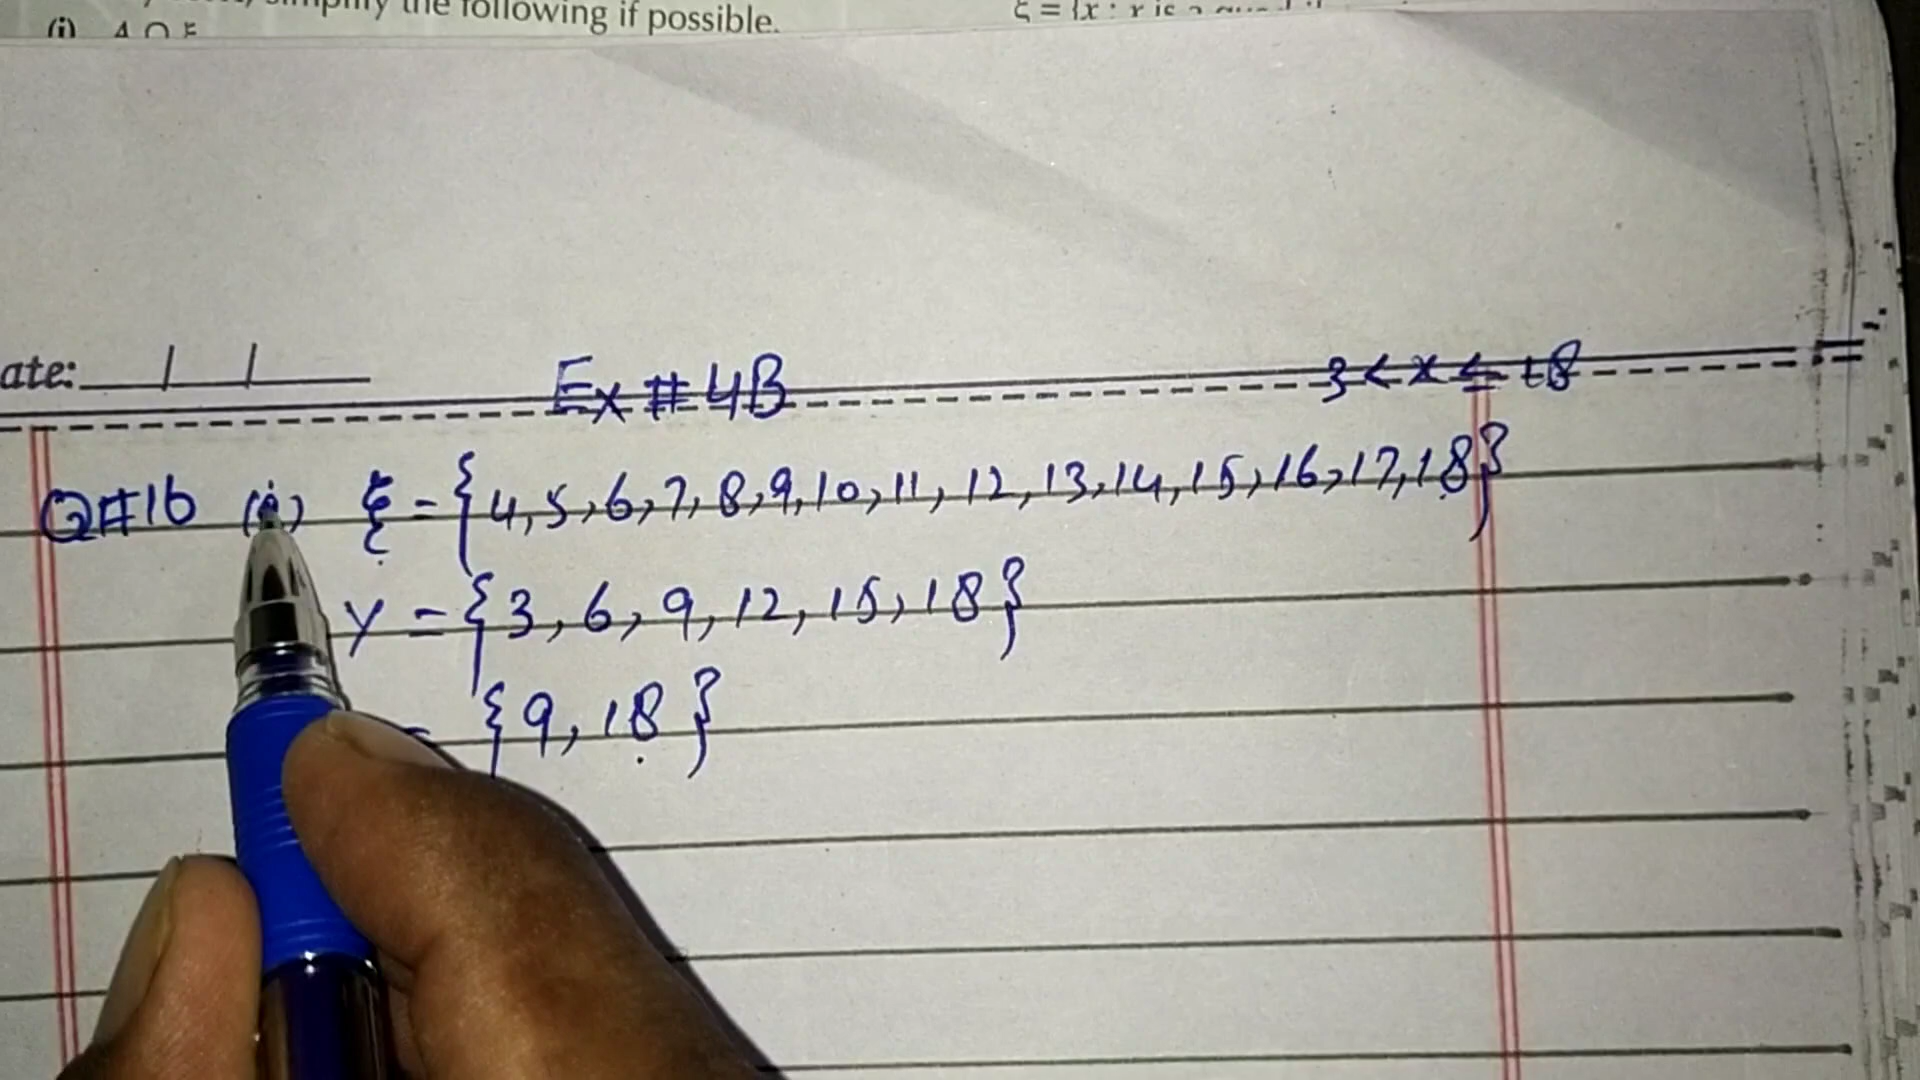 simplify the following if possible.
(i) A ∩ ξ
ξ = {x : x is a
ate:
Ex # 4B
3 < x ≤ 18
Q#16 (i) ξ = {4,5,6,7,8,9,10,11,12,13,14,15,16,17,18}
Y = {3,6,9,12,15,18}
= {9,18}